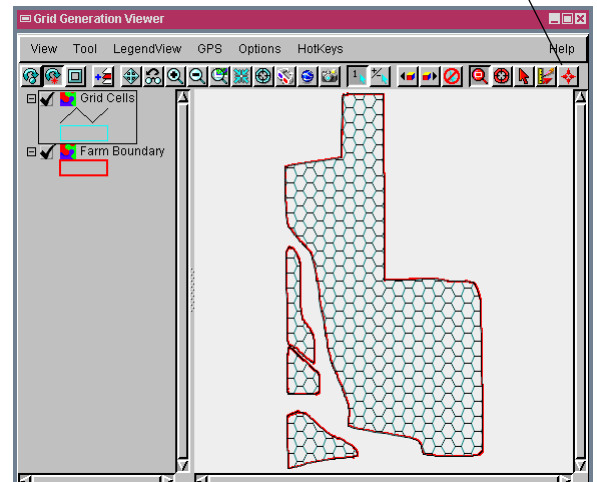 Grid Generation Viewer
View Tool LegendView GPS Options HotKeys Help
Grid Cells
Farm Boundary